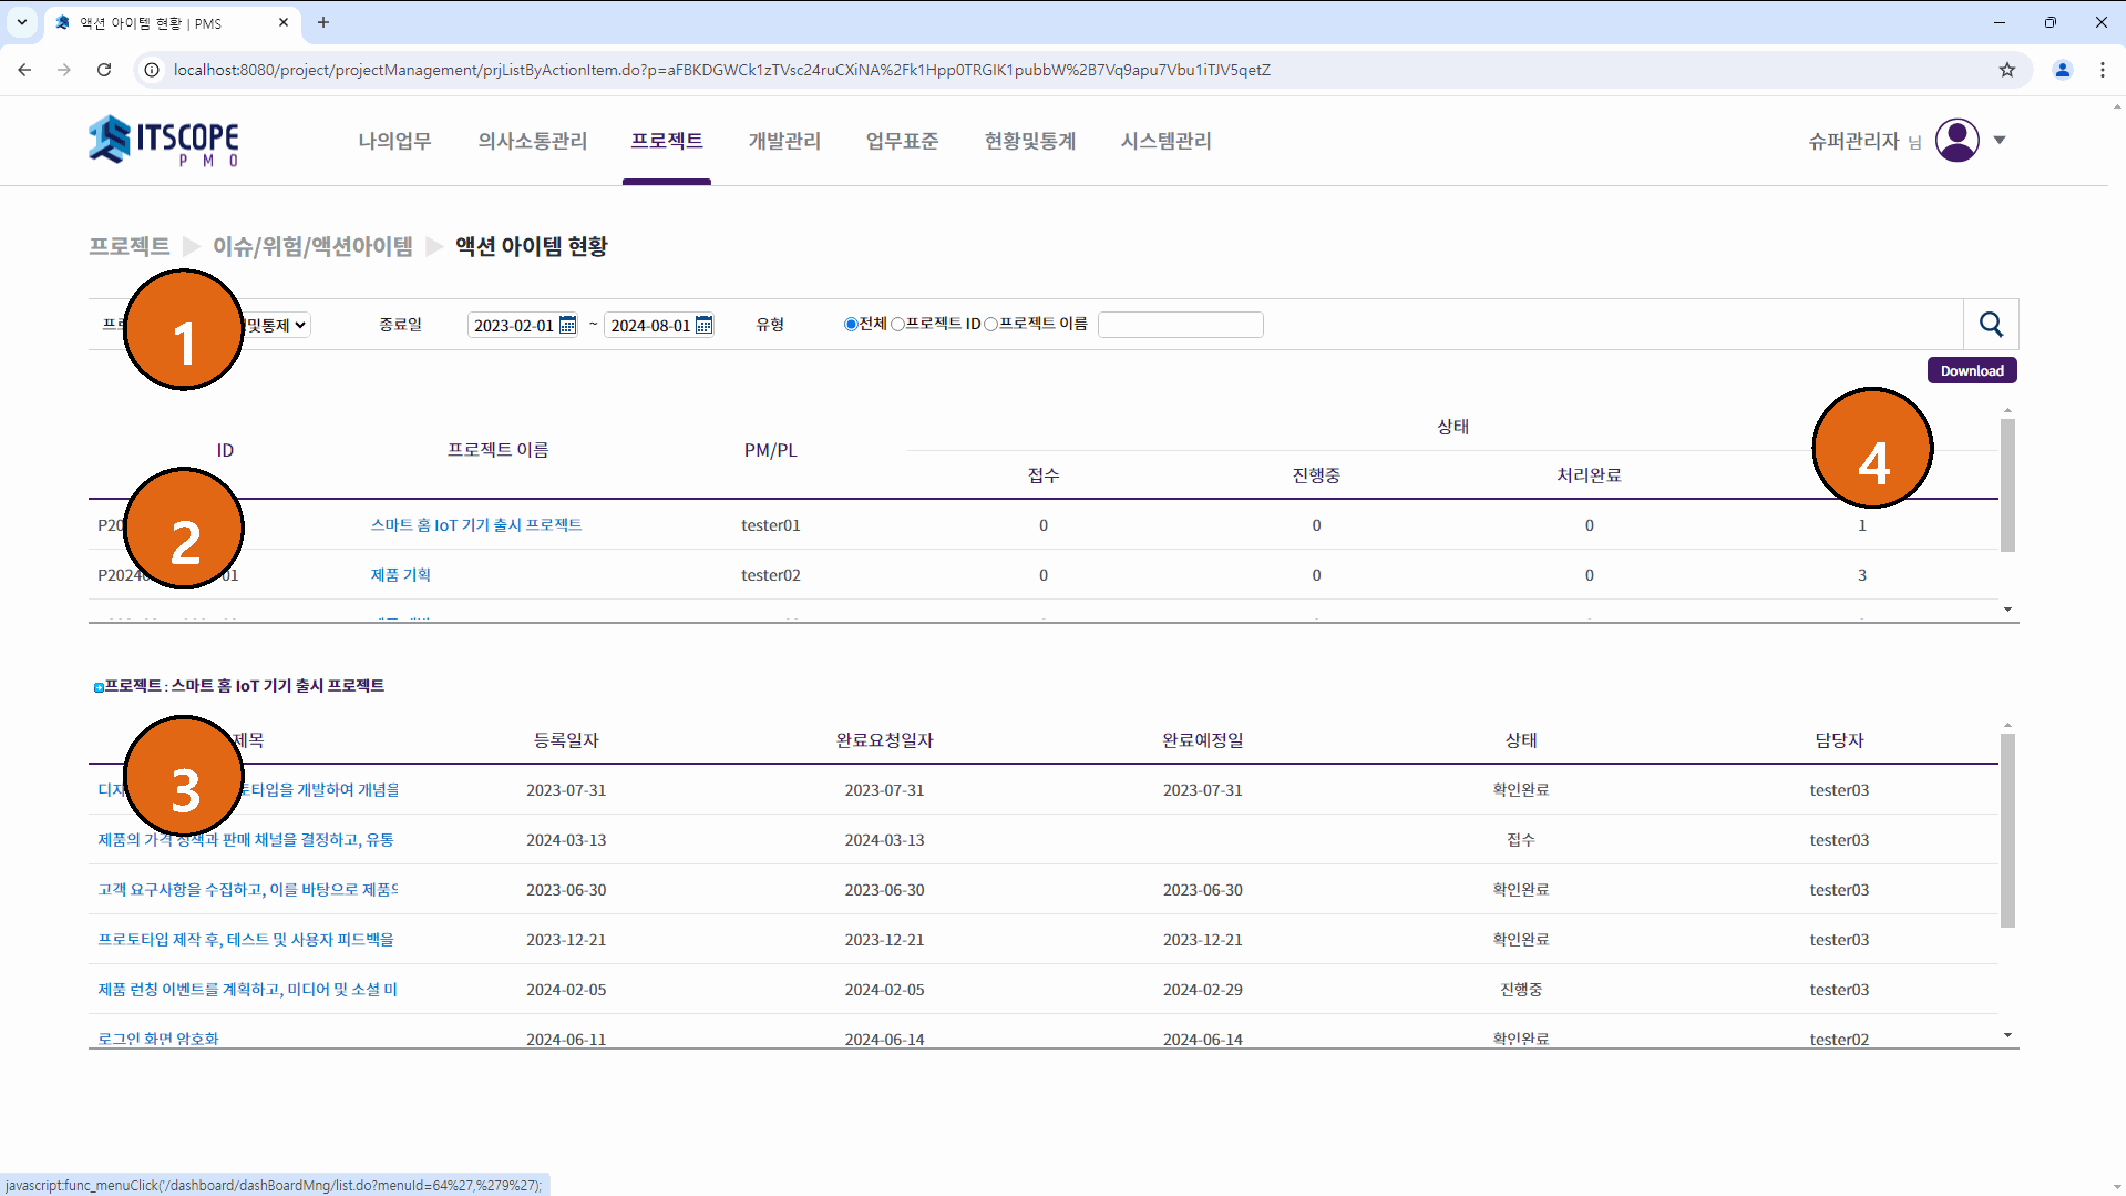 액션 아이템 현황 | PMS
localhost:8080/project/projectManagement/prjListByActionItem.do?p=aFBKDGWCk1zTVsc24ruCXiNA%2Fk1Hpp0TRGlK1pubbW%2B7Vq9apu7Vbu1iTJV5qetZ
ITSCOPE
PMO
나의업무 의사소통관리 프로젝트 개발관리 업무표준 현황및통계 시스템관리
슈퍼관리자 님
프로젝트 이슈/위험/액션아이템 액션 아이템 현황
1 및통제 종료일 2023-02-01 ~ 2024-08-01 유형 전체 프로젝트 ID 프로젝트 이름
Download
상태
ID 프로젝트 이름 PM/PL
접수 진행중 처리완료
4
2 스마트 홈 IoT 기기 출시 프로젝트 tester01 0 0 0 1
제품 기획 tester02 0 0 0 3
프로젝트 : 스마트 홈 IoT 기기 출시 프로젝트
제목 등록일자 완료요청일자 완료예정일 상태 담당자
3 토타입을 개발하여 개념을 2023-07-31 2023-07-31 2023-07-31 확인완료 tester03
제품의 가격 정책과 판매 채널을 결정하고, 유통 2024-03-13 2024-03-13 접수 tester03
고객 요구사항을 수집하고, 이를 바탕으로 제품의 2023-06-30 2023-06-30 2023-06-30 확인완료 tester03
프로토타입 제작 후, 테스트 및 사용자 피드백을 2023-12-21 2023-12-21 2023-12-21 확인완료 tester03
제품 런칭 이벤트를 계획하고, 미디어 및 소셜 미 2024-02-05 2024-02-05 2024-02-29 진행중 tester03
로그인 화면 암호화 2024-06-11 2024-06-14 2024-06-14 확인완료 tester02
javascript:func_menuClick('/dashboard/dashBoardMng/list.do?menuId=64%27,%279%27);